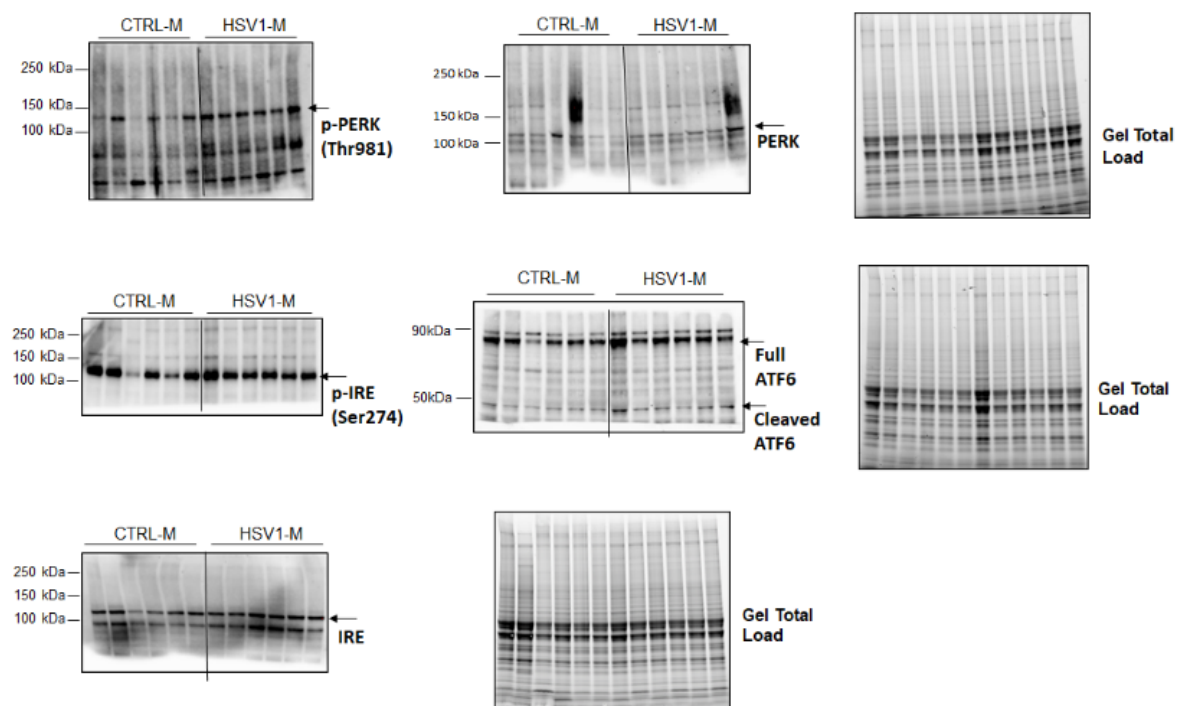 CTRL-M HSV1-M
250 kDa
150 kDa
100 kDa
p-PERK
(Thr981)
CTRL-M HSV1-M
250 kDa
150 kDa
100 kDa
PERK
Gel Total
Load
CTRL-M HSV1-M
250 kDa
150 kDa
100 kDa
p-IRE
(Ser274)
CTRL-M HSV1-M
90kDa
50kDa
Full
ATF6
Cleaved
ATF6
Gel Total
Load
CTRL-M HSV1-M
250 kDa
150 kDa
100 kDa
IRE
Gel Total
Load